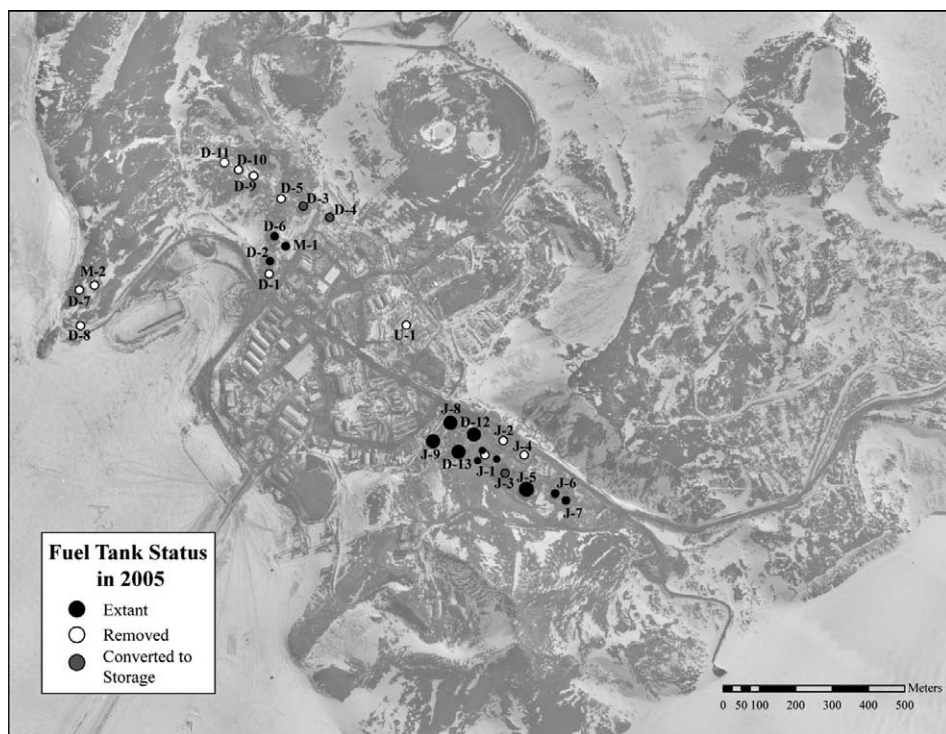 D-11
D-10
D-9
D-5
D-3
D-4
D-6
M-1
D-2
D-1
M-2
D-7
D-8
U-1
J-8
D-12
J-2
J-9
J-4
D-13
J-1
J-3
J-5
J-6
J-7
Fuel Tank Status
in 2005
Extant
Removed
Converted to
Storage
Meters
0 50 100 200 300 400 500